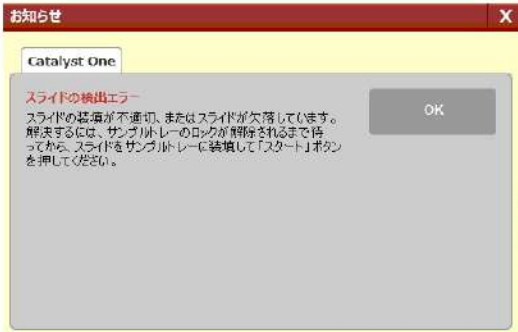 お知らせ X
Catalyst One
スライドの検出エラー
スライドの装填が不適切、またはスライドが欠落しています。
解決するには、サンプルトレーのロックが解除されるまで待
ってから、スライドをサンプルトレーに装填して「スタート」ボタン
を押してください。
OK